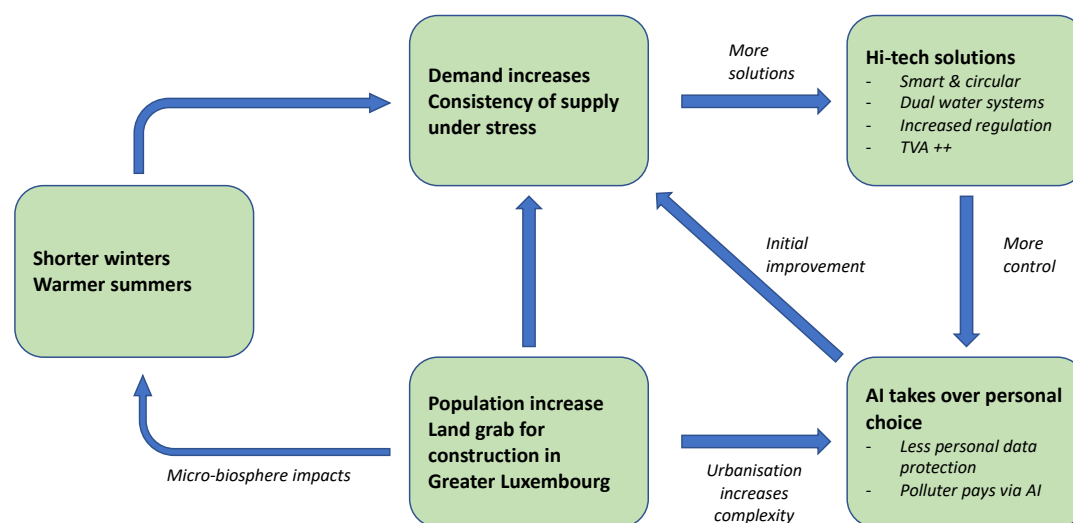 Demand increases
Consistency of supply
under stress
More
solutions
Hi-tech solutions
- Smart & circular
- Dual water systems
- Increased regulation
- TVA ++
Shorter winters
Warmer summers
Initial
improvement
More
control
Population increase
Land grab for
construction in
Greater Luxembourg
Micro-biosphere impacts
Urbanisation
increases
complexity
AI takes over personal
choice
- Less personal data
protection
- Polluter pays via AI